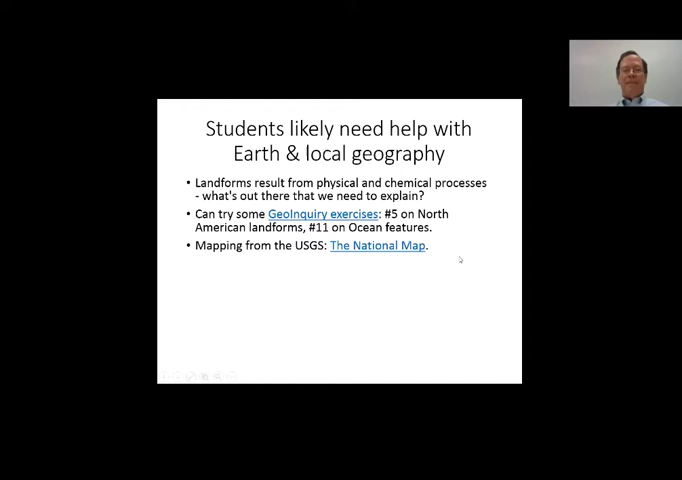 Students likely need help with
Earth & local geography
• Landforms result from physical and chemical processes
- what's out there that we need to explain?
• Can try some GeoInquiry exercises: #5 on North
American landforms, #11 on Ocean features.
• Mapping from the USGS: The National Map.